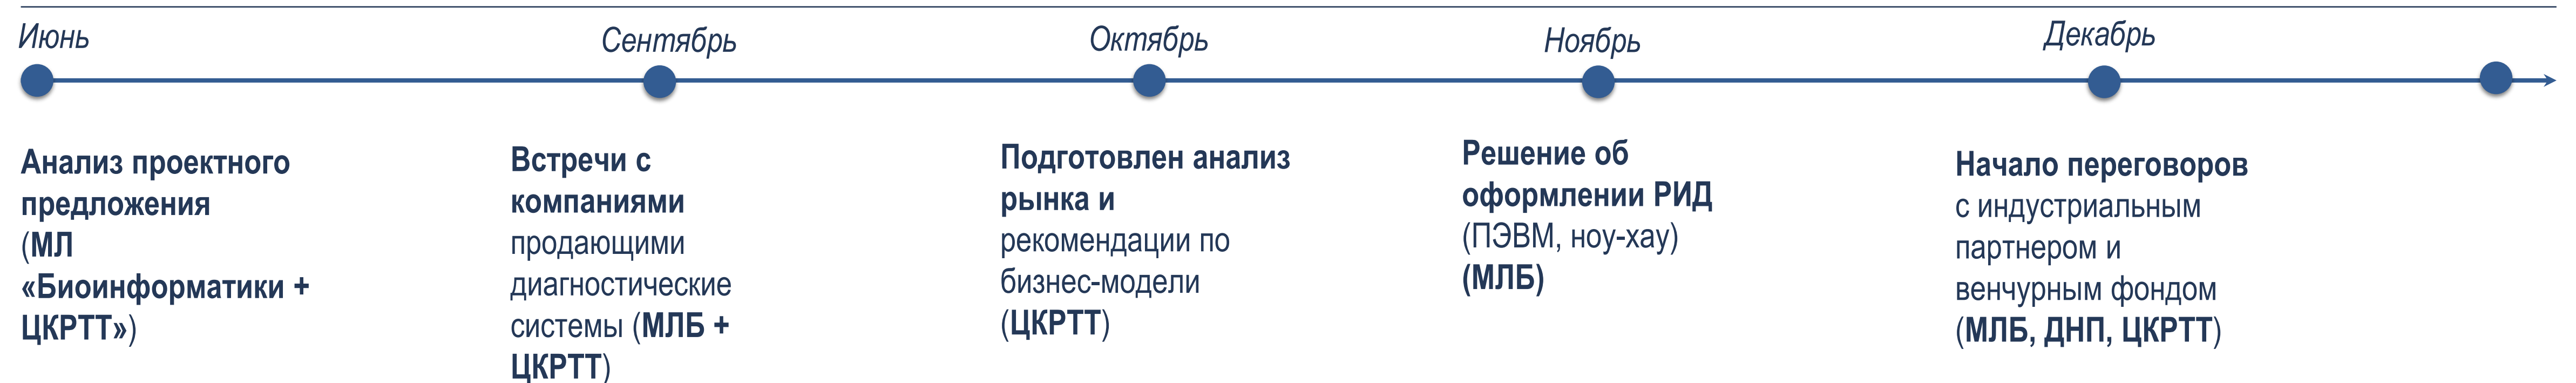 Июнь
Сентябрь
Октябрь
Ноябрь
Декабрь
Анализ проектного
предложения
(МЛ
«Биоинформатики +
ЦКРТТ»)
Встречи с
компаниями
продающими
диагностические
системы (МЛБ +
ЦКРТТ)
Подготовлен анализ
рынка и
рекомендации по
бизнес-модели
(ЦКРТТ)
Решение об
оформлении РИД
(ПЭВМ, ноу-хау)
(МЛБ)
Начало переговоров
с индустриальным
партнером и
венчурным фондом
(МЛБ, ДНП, ЦКРТТ)